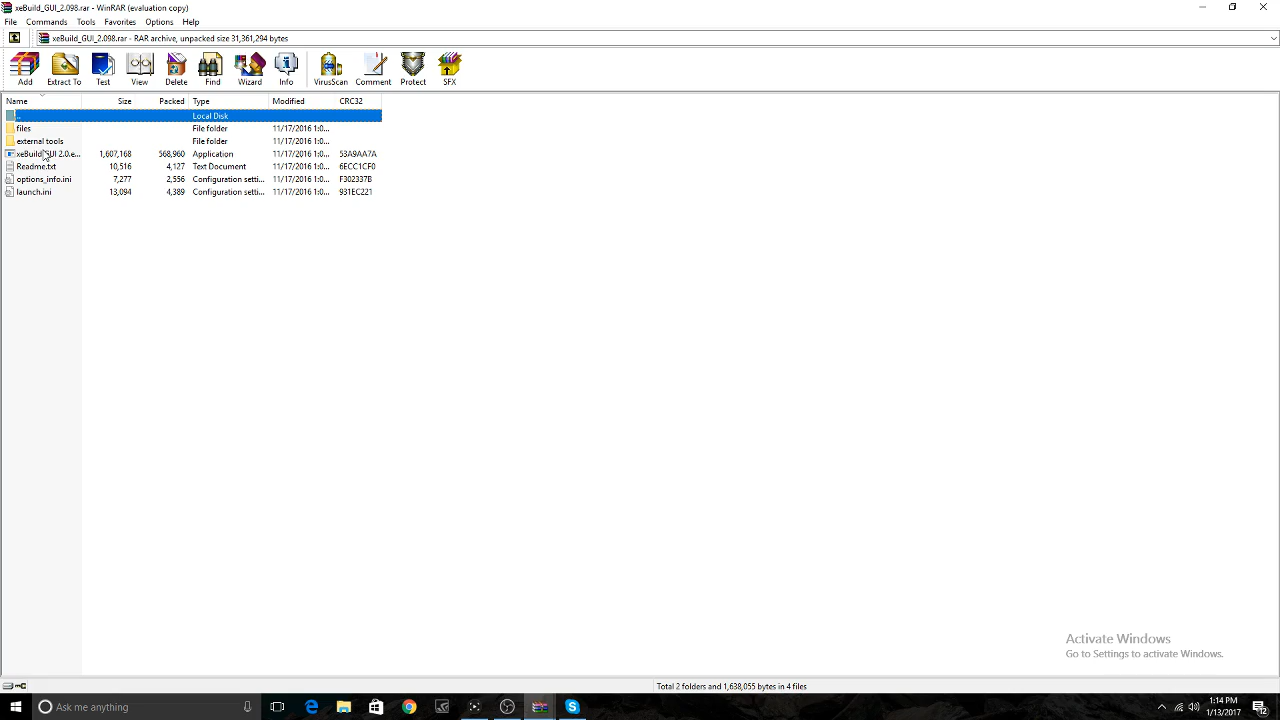 xeBuild_GUI_2.098.rar - WinRAR (evaluation copy)
File Commands Tools Favorites Options Help
xeBuild_GUI_2.098.rar - RAR archive, unpacked size 31,361,294 bytes
Add Extract To Test View Delete Find Wizard Info VirusScan Comment Protect SFX
Name Size Packed Type Modified CRC32
.. Local Disk
files File folder 11/17/2016 1:0...
external tools File folder 11/17/2016 1:0...
xeBuild_GUI 2.0.e... 1,607,168 568,960 Application 11/17/2016 1:0... 53A9AA7A
Readme.txt 10,516 4,127 Text Document 11/17/2016 1:0... 6ECC1CF0
options_info.ini 7,277 2,556 Configuration setti... 11/17/2016 1:0... F302337B
launch.ini 13,094 4,389 Configuration setti... 11/17/2016 1:0... 931EC221
Activate Windows
Go to Settings to activate Windows.
Total 2 folders and 1,638,055 bytes in 4 files
Ask me anything
1:14 PM
1/13/2017
2